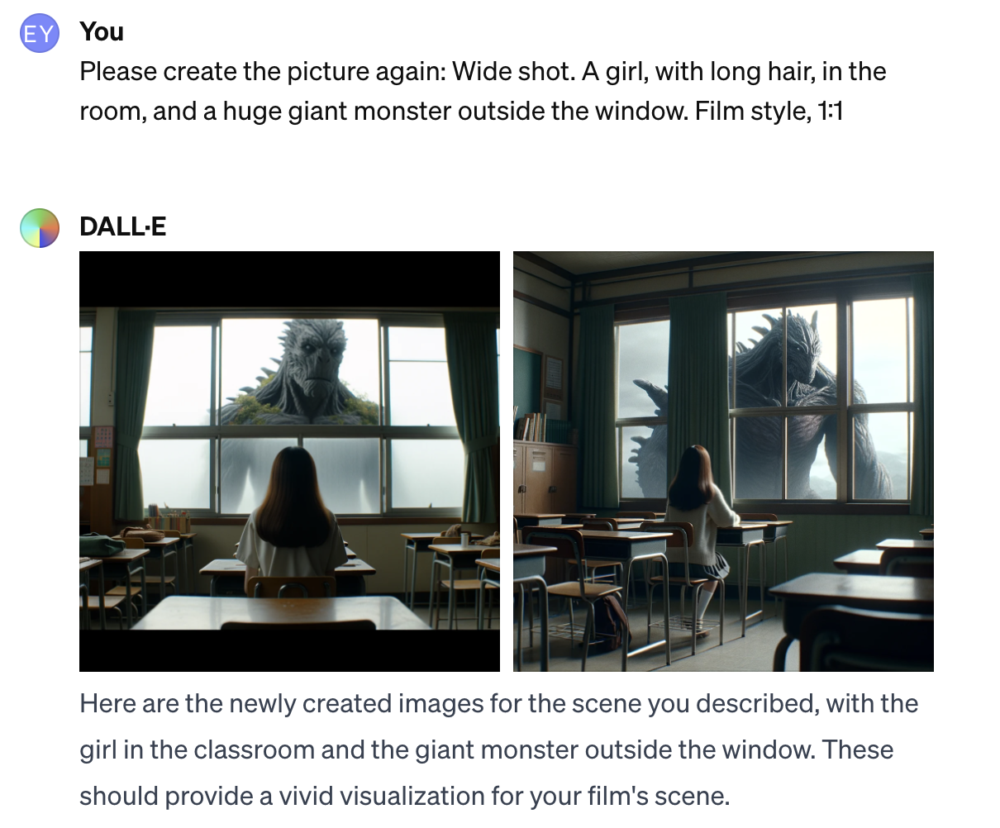 EY
You
Please create the picture again: Wide shot. A girl, with long hair, in the
room, and a huge giant monster outside the window. Film style, 1:1
DALL·E
Here are the newly created images for the scene you described, with the
girl in the classroom and the giant monster outside the window. These
should provide a vivid visualization for your film's scene.